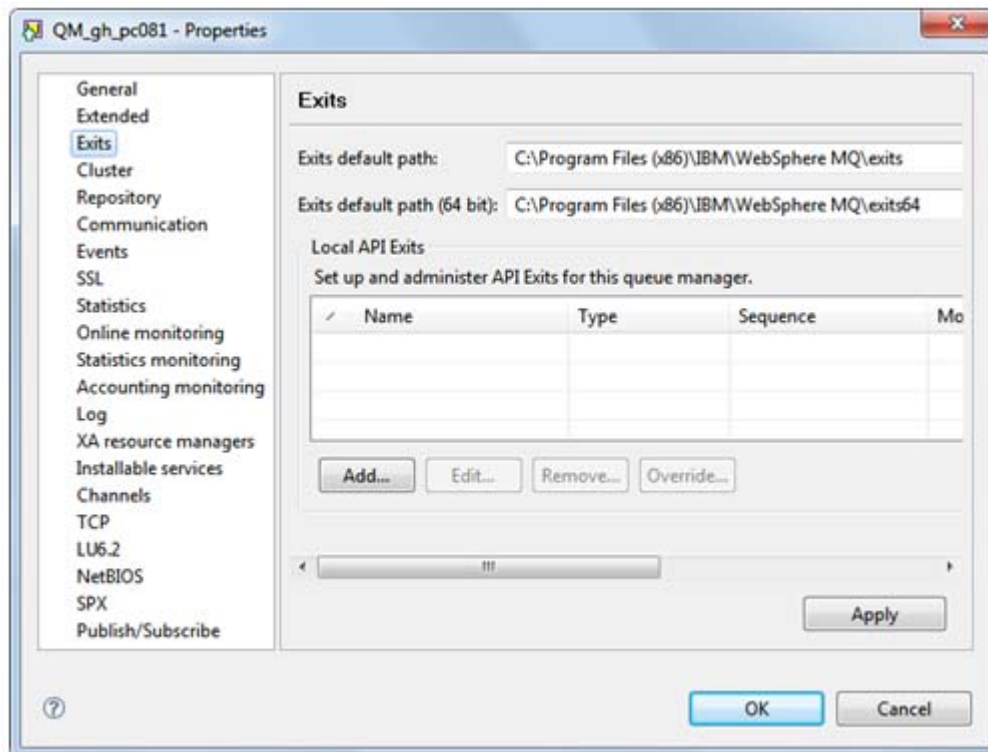 QM_gh_pc081 - Properties
General
Extended
Exits
Cluster
Repository
Communication
Events
SSL
Statistics
Online monitoring
Statistics monitoring
Accounting monitoring
Log
XA resource managers
Installable services
Channels
TCP
LU6.2
NetBIOS
SPX
Publish/Subscribe
Exits
Exits default path: C:\Program Files (x86)\IBM\WebSphere MQ\exits
Exits default path (64 bit): C:\Program Files (x86)\IBM\WebSphere MQ\exits64
Local API Exits
Set up and administer API Exits for this queue manager.
Name Type Sequence Mo
Add... Edit... Remove... Override...
Apply
OK Cancel